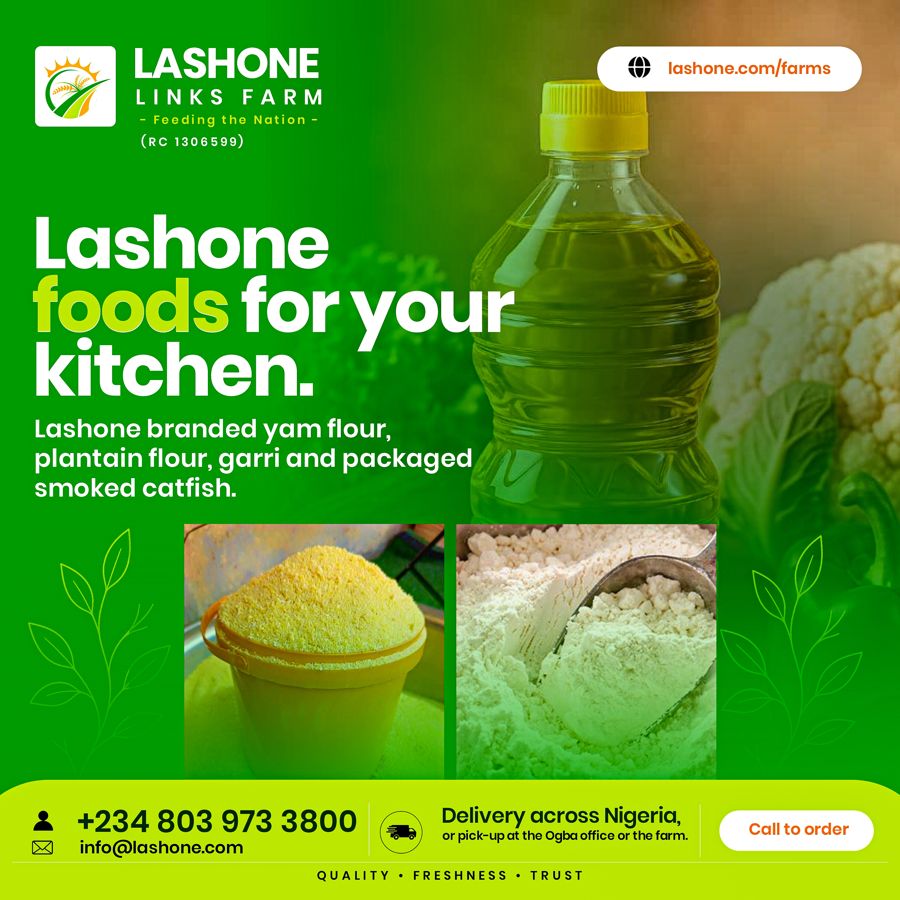 LASHONE
LINKS FARM
- Feeding the Nation -
(RC 1306599)
lashone.com/farms
Lashone
foods for your
kitchen.
Lashone branded yam flour,
plantain flour, garri and packaged
smoked catfish.
+234 803 973 3800
info@lashone.com
Delivery across Nigeria,
or pick-up at the Ogba office or the farm.
Call to order
QUALITY • FRESHNESS • TRUST